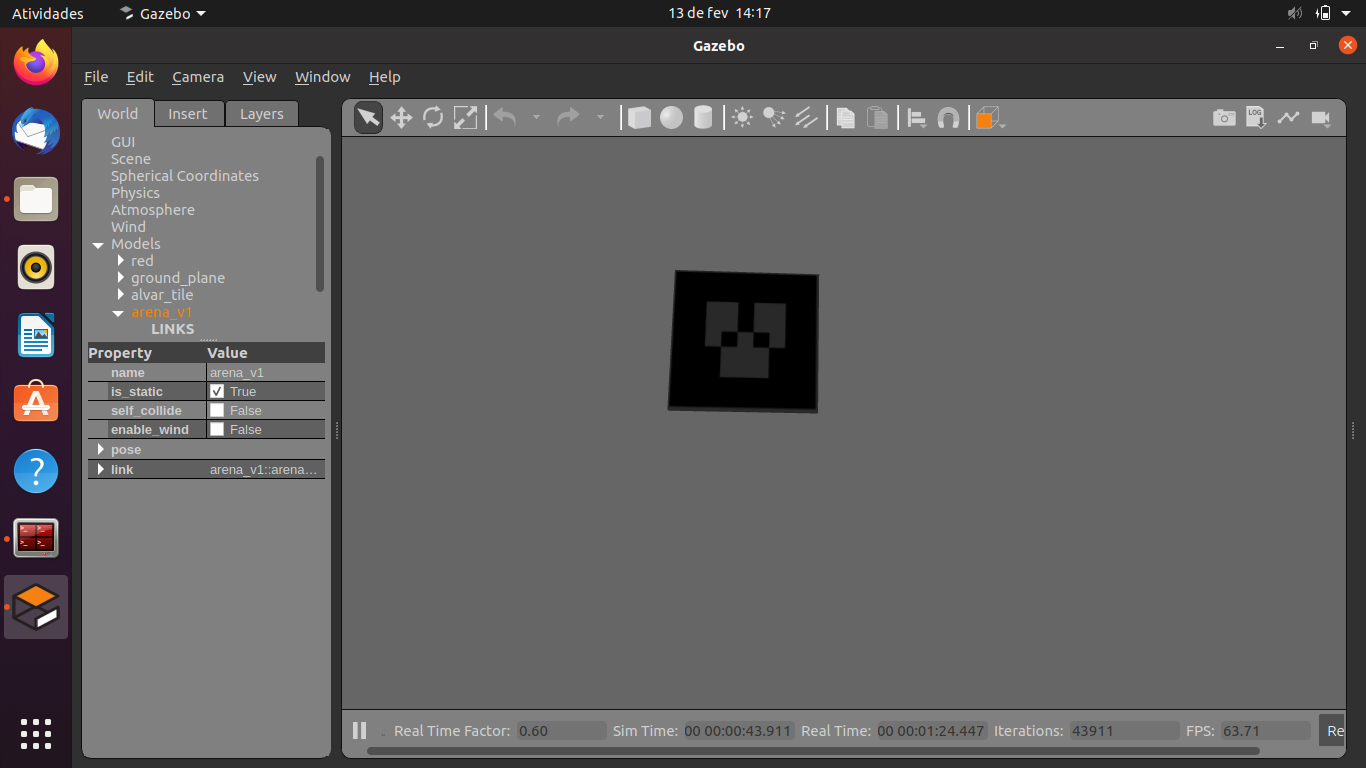 Atividades
Gazebo
13 de fev 14:17
Gazebo
File Edit Camera View Window Help
World Insert Layers
GUI
Scene
Spherical Coordinates
Physics
Atmosphere
Wind
Models
red
ground_plane
alvar_tile
arena_v1
LINKS
Property Value
name arena_v1
is_static True
self_collide False
enable_wind False
pose
link arena_v1::arena...
LOG
Real Time Factor: 0.60 Sim Time: 00 00:00:43.911 Real Time: 00 00:01:24.447 Iterations: 43911 FPS: 63.71 Re